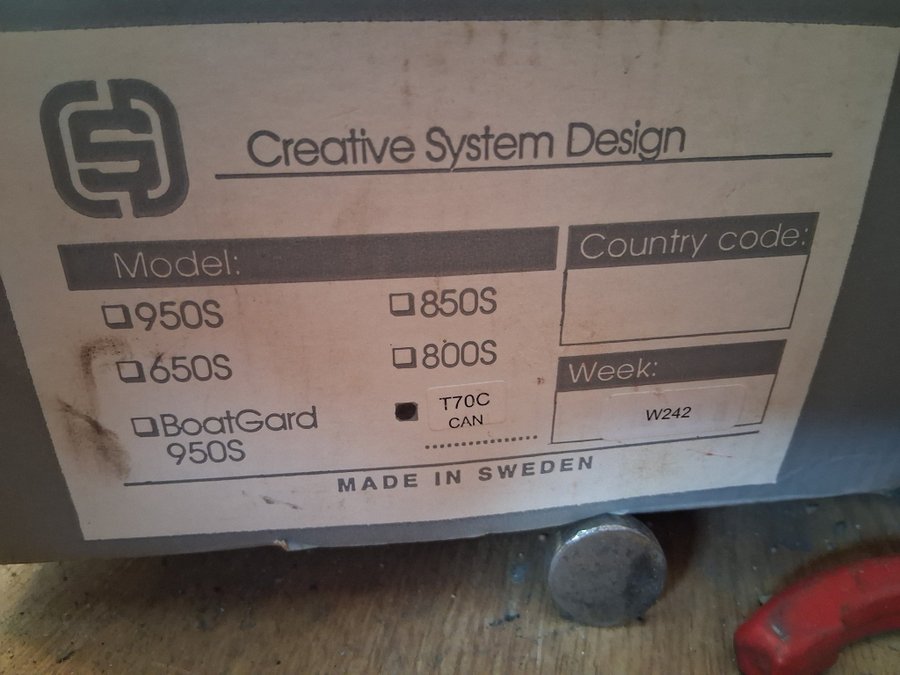 CSD
Creative System Design
Model:
950S
850S
650S
800S
BoatGard
950S
T70C
CAN
Country code:
Week:
W242
MADE IN SWEDEN